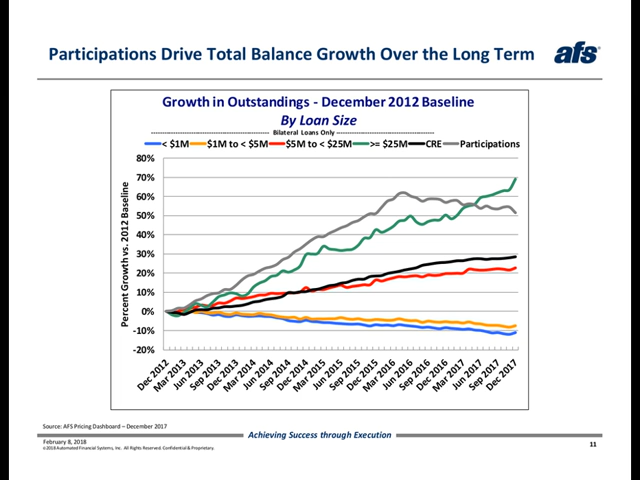 Participations Drive Total Balance Growth Over the Long Term
afs
Growth in Outstandings - December 2012 Baseline
By Loan Size
Bilateral Loans Only
< $1M $1M to < $5M $5M to < $25M >= $25M CRE Participations
Percent Growth vs. 2012 Baseline
80%
70%
60%
50%
40%
30%
20%
10%
0%
-10%
-20%
Dec 2012
Mar 2013
Jun 2013
Sep 2013
Dec 2013
Mar 2014
Jun 2014
Sep 2014
Dec 2014
Mar 2015
Jun 2015
Sep 2015
Dec 2015
Mar 2016
Jun 2016
Sep 2016
Dec 2016
Mar 2017
Jun 2017
Sep 2017
Dec 2017
Source: AFS Pricing Dashboard – December 2017
Achieving Success through Execution
February 8, 2018
©2018 Automated Financial Systems, Inc. All Rights Reserved. Confidential & Proprietary.
11